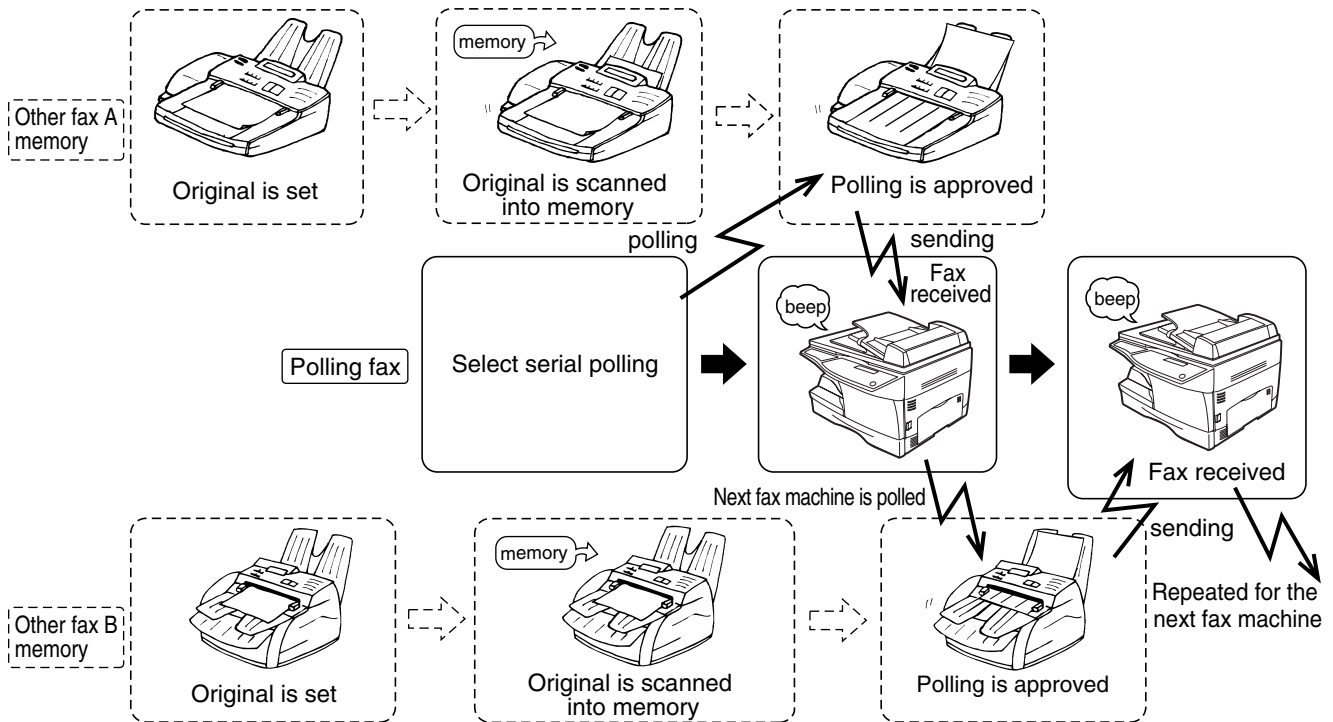 memory
Other fax A
memory
Original is set
Original is scanned
into memory
Polling is approved
polling
sending
Fax
received
beep
beep
Polling fax
Select serial polling
Fax received
Next fax machine is polled
sending
memory
Repeated for the
next fax machine
Other fax B
memory
Original is set
Original is scanned
into memory
Polling is approved